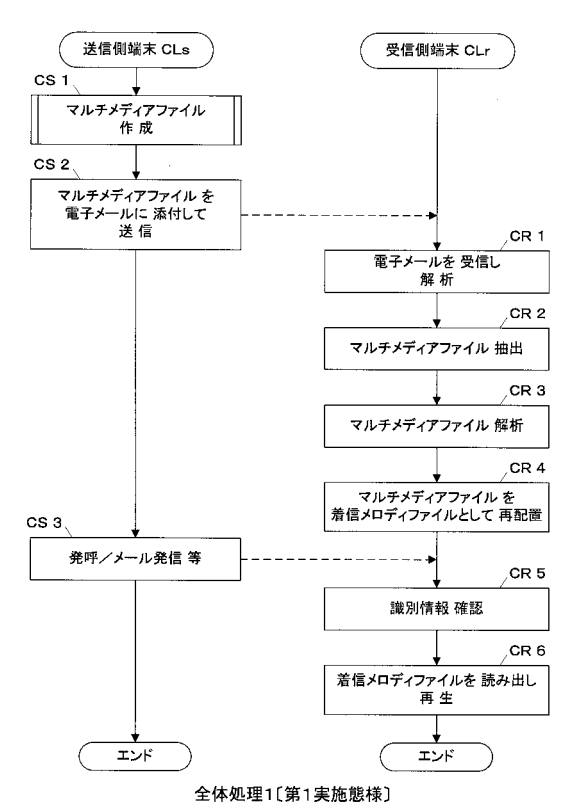 送信側端末 CLs
受信側端末 CLr
CS 1
マルチメディアファイル
作 成
CS 2
マルチメディアファイル を
電子メールに 添付して
送 信
CR 1
電子メールを 受信し
解 析
CR 2
マルチメディアファイル 抽出
CR 3
マルチメディアファイル 解析
CR 4
マルチメディアファイル を
着信メロディファイルとして 再配置
CS 3
発呼／メール発信 等
CR 5
識別情報 確認
CR 6
着信メロディファイルを 読み出し
再 生
エンド
エンド
全体処理1〔第1実施態様〕